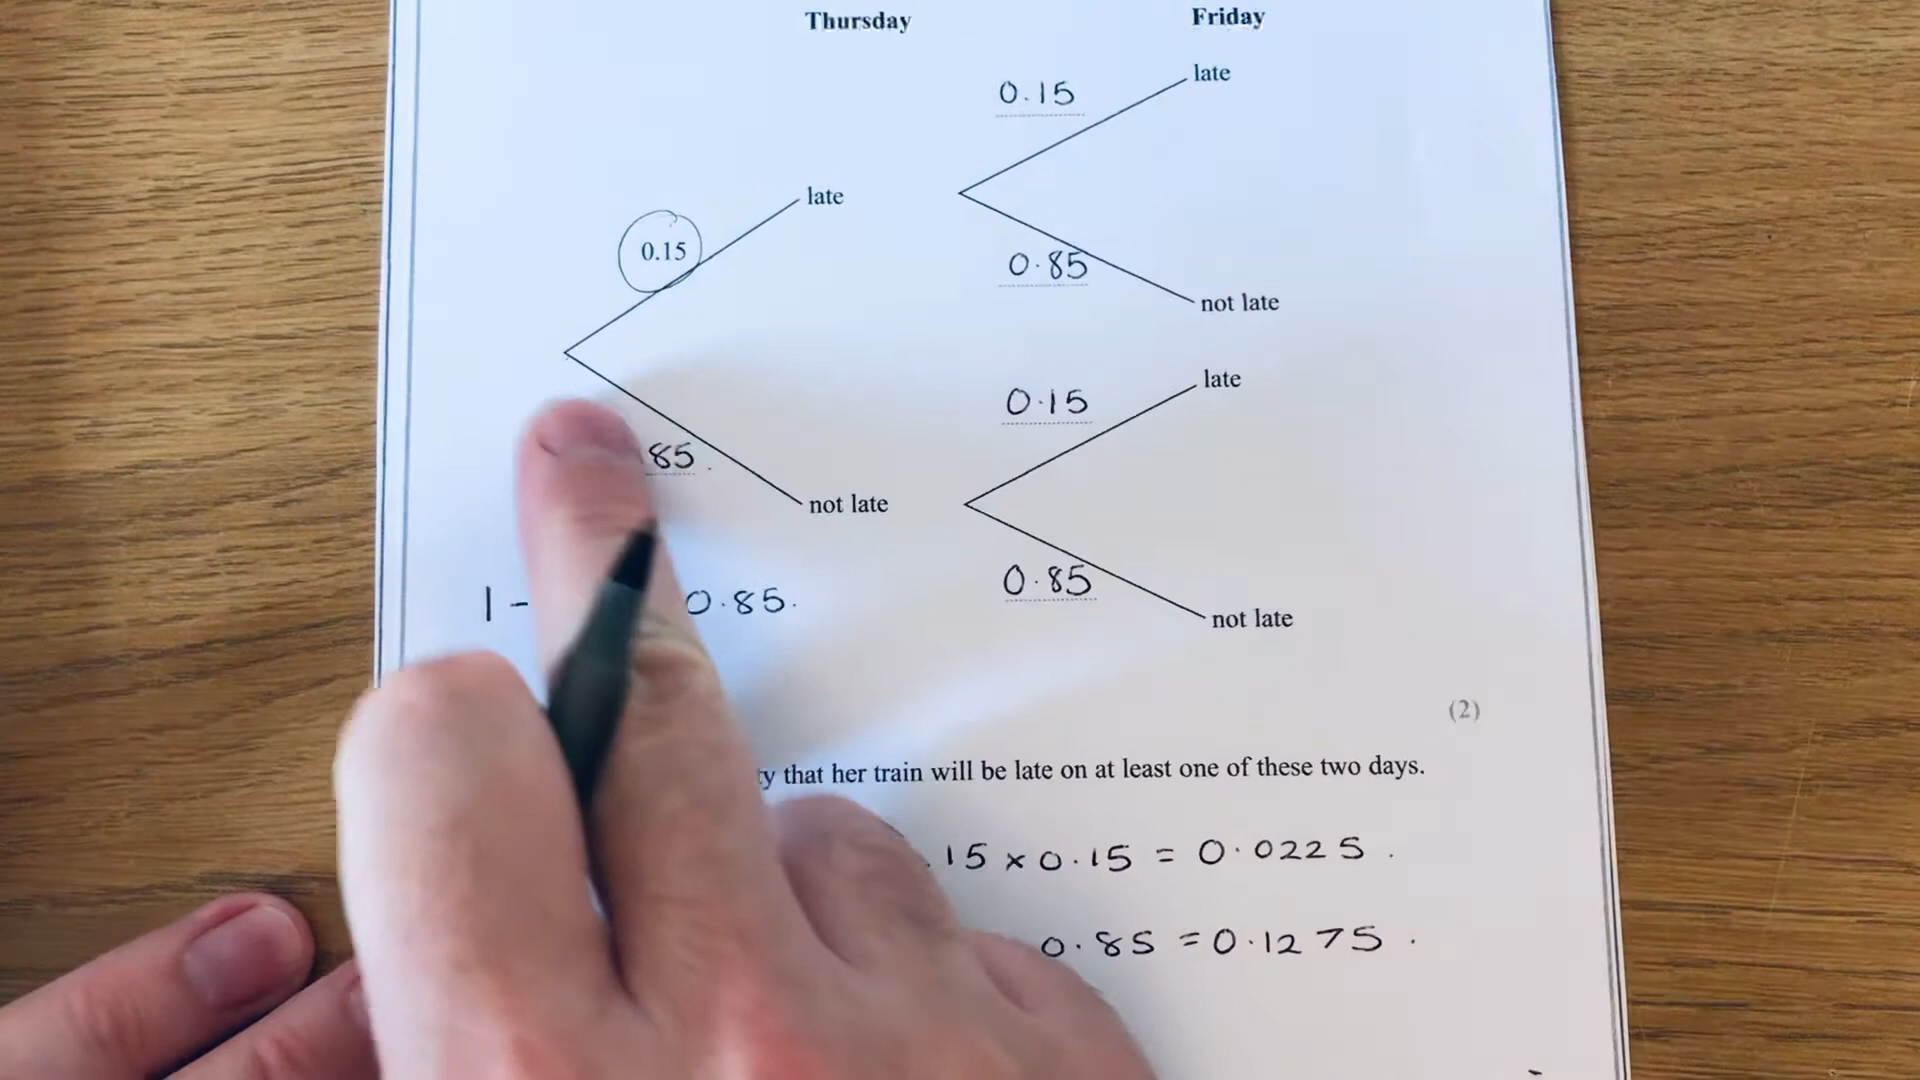 Thursday Friday
0.15 late
late
0.15
0.85
not late
0.15 late
85.
not late
0.85
1 - 0.85.
not late
(2)
that her train will be late on at least one of these two days.
15 x 0.15 = 0.0225.
0.85 = 0.1275.